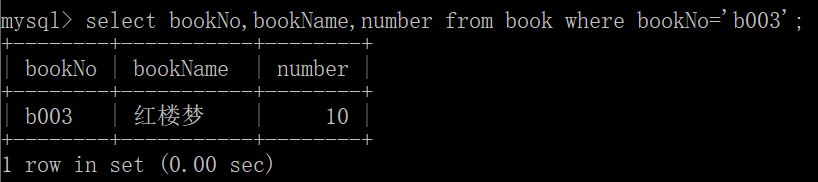 mysql> select bookNo,bookName,number from book where bookNo='b003';
+--------+----------+--------+
| bookNo | bookName | number |
+--------+----------+--------+
| b003 | 红楼梦 | 10 |
+--------+----------+--------+
1 row in set (0.00 sec)